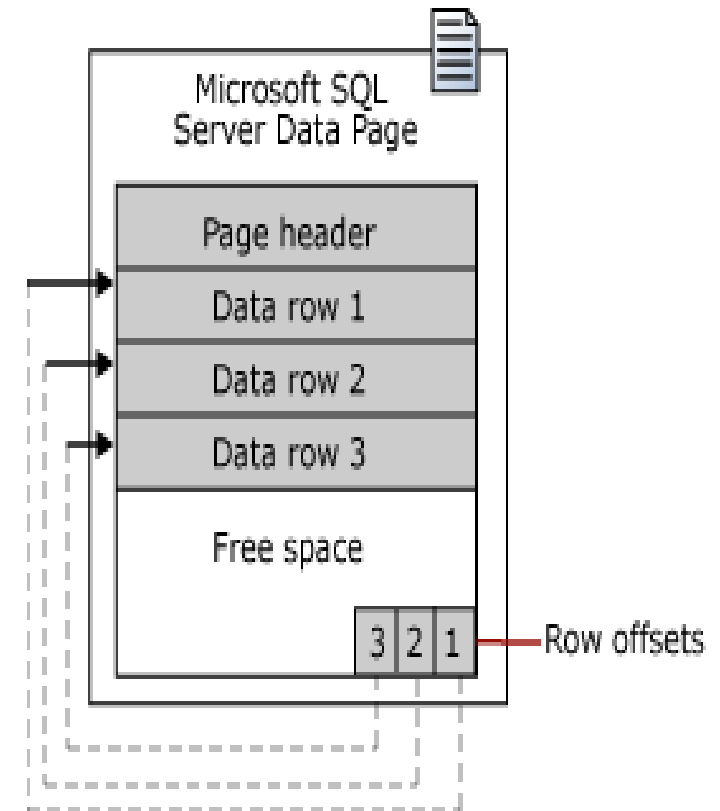 Microsoft SQL
Server Data Page
Page header
Data row 1
Data row 2
Data row 3
Free space
3 2 1
Row offsets